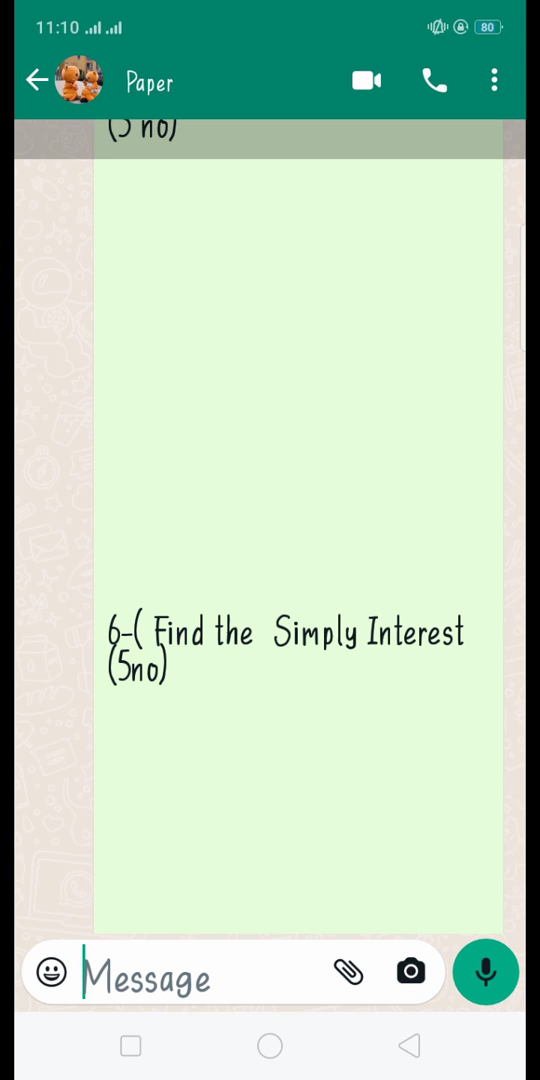 11:10
80
Paper
(5 no)
6-( Find the Simply Interest
(5no)
Message